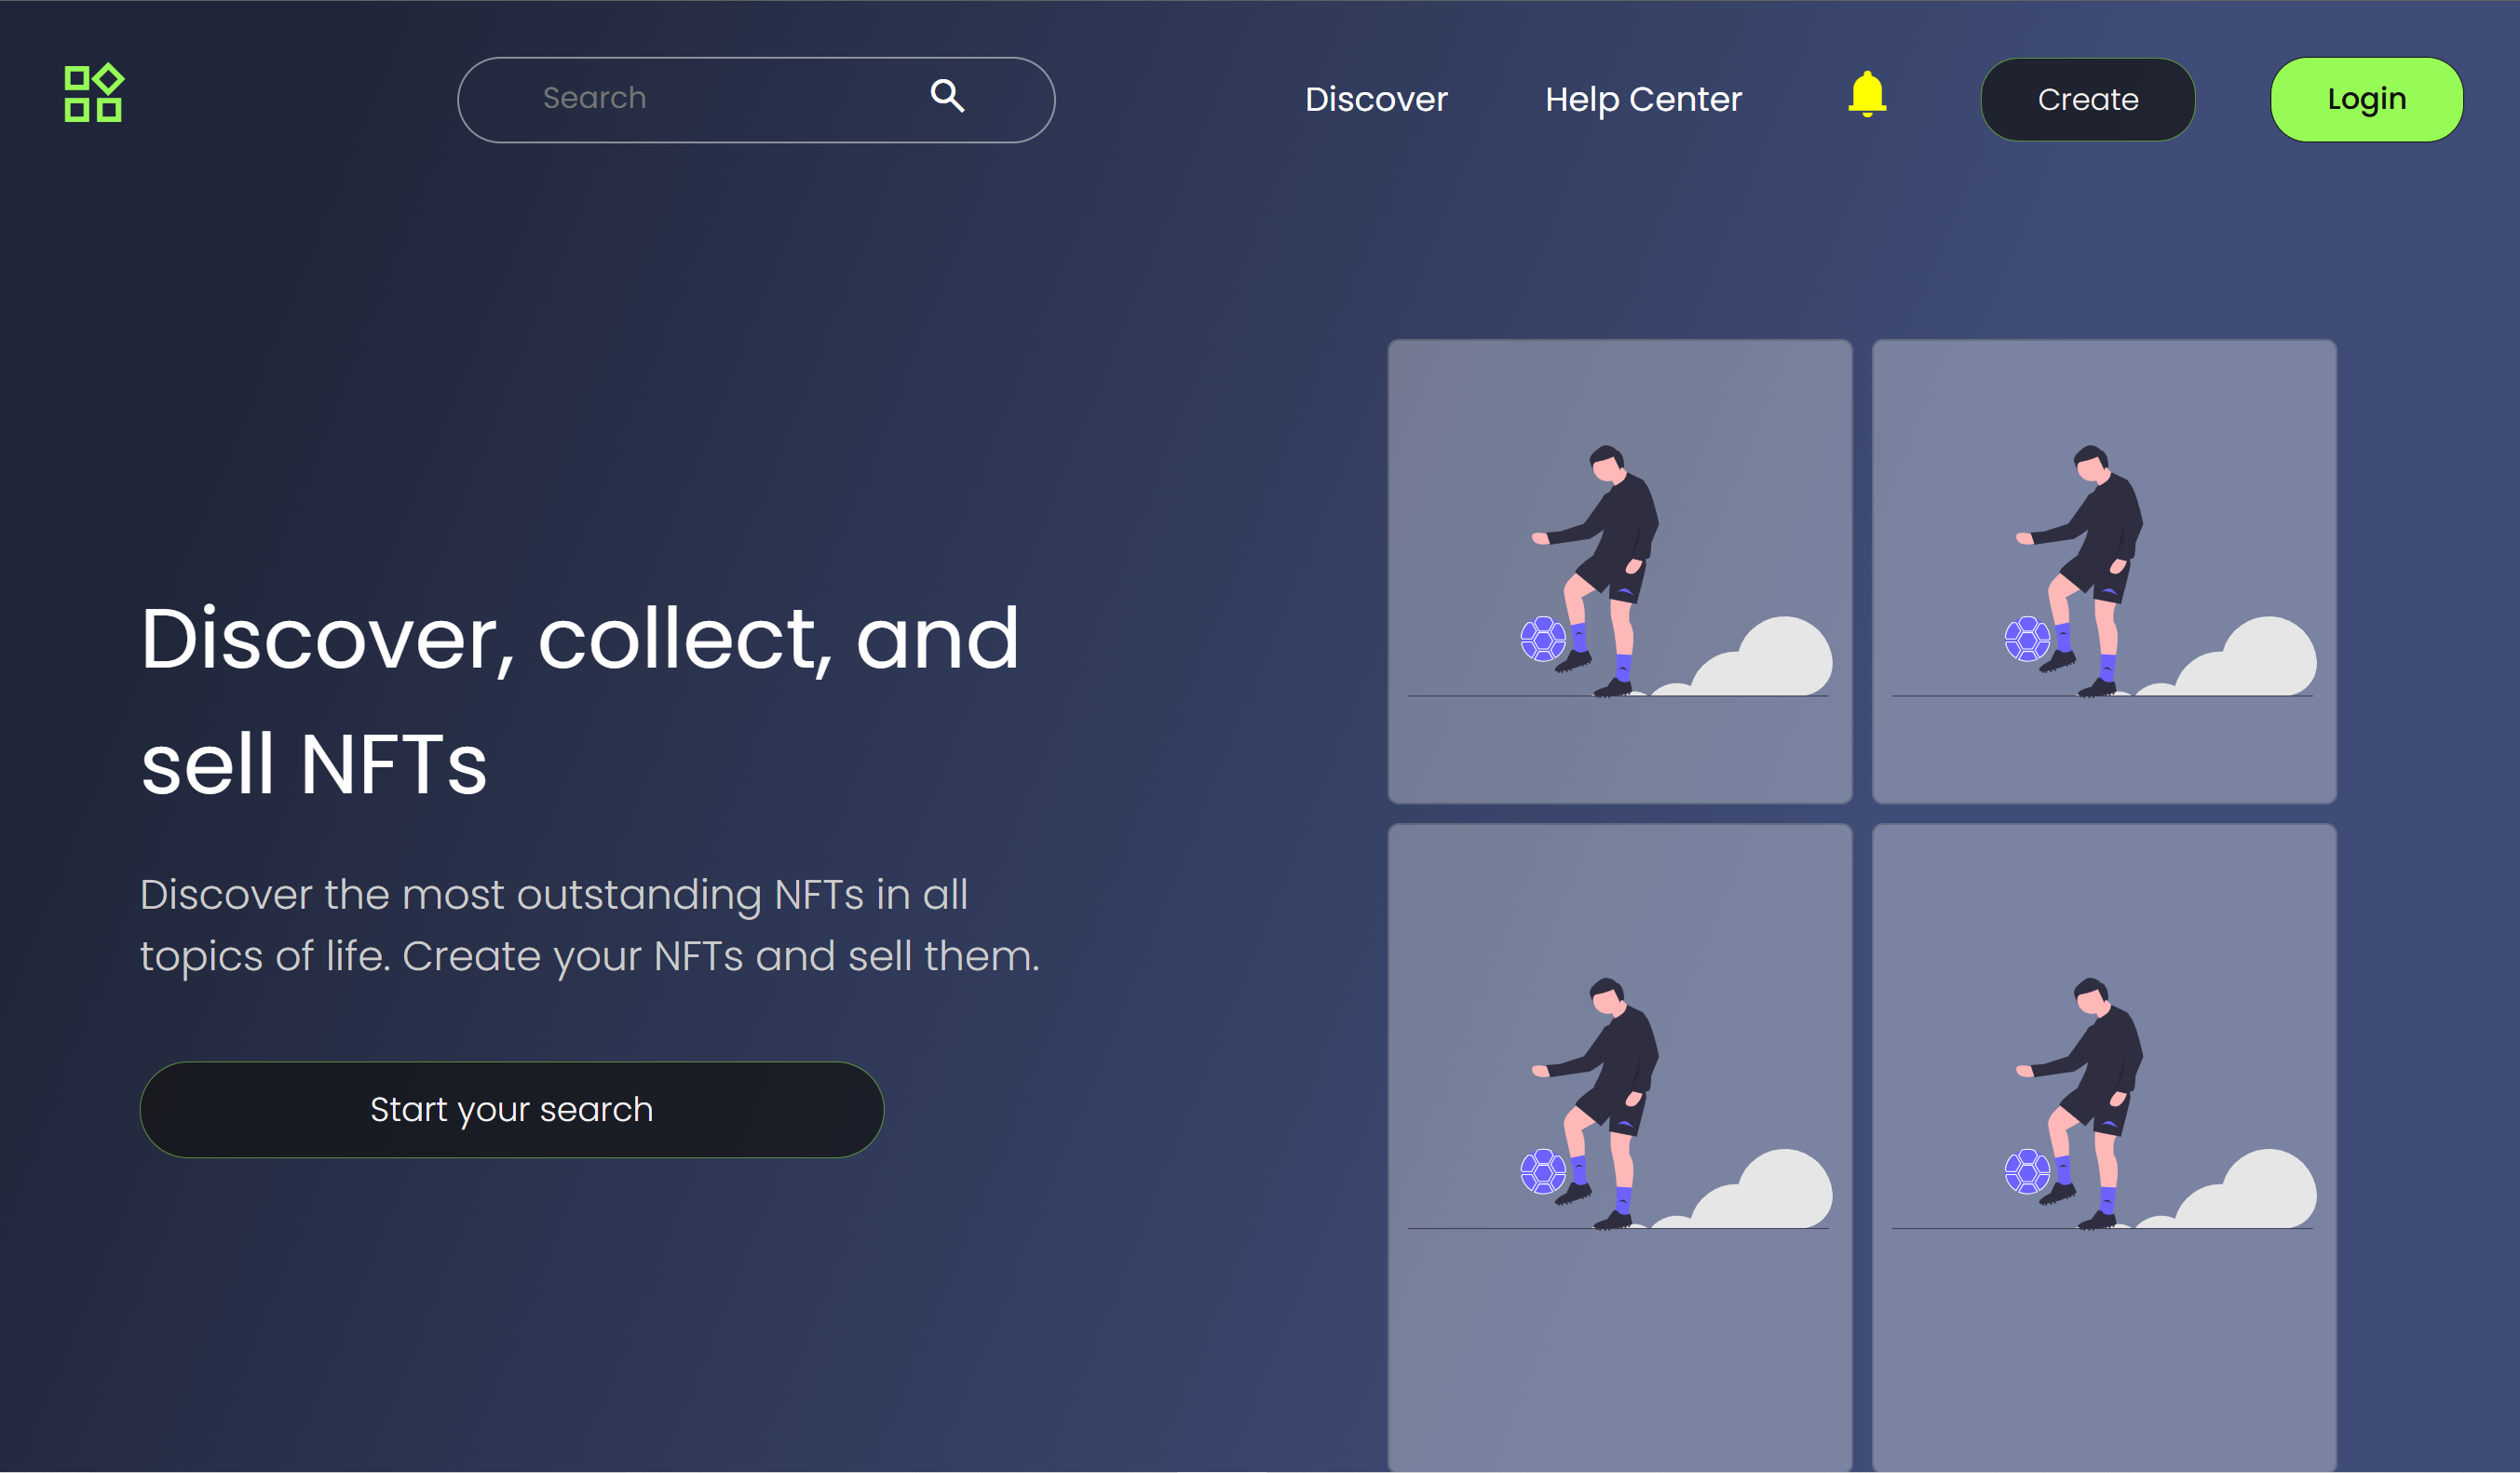 Search
Discover
Help Center
Create
Login
Discover, collect, and
sell NFTs
Discover the most outstanding NFTs in all
topics of life. Create your NFTs and sell them.
Start your search